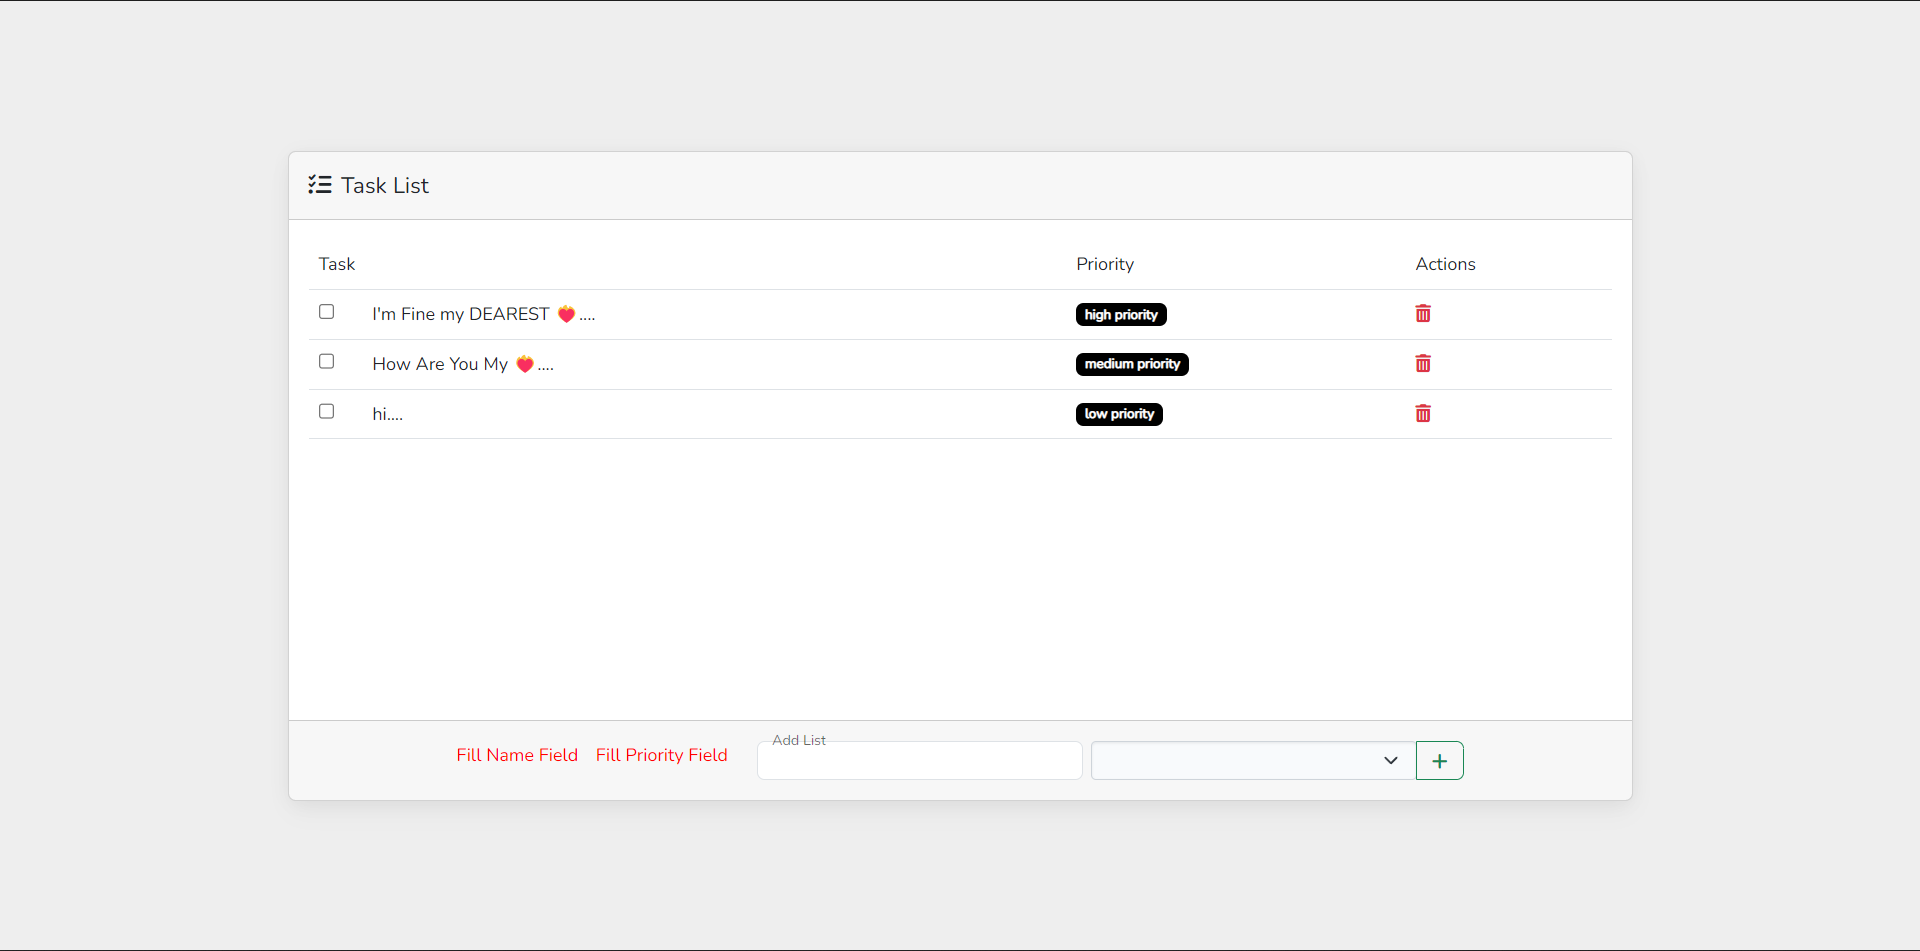 Task List
Task Priority Actions
I'm Fine my DEAREST ❤️‍🔥 .... high priority
How Are You My ❤️‍🔥 .... medium priority
hi.... low priority
Add List
Fill Name Field Fill Priority Field